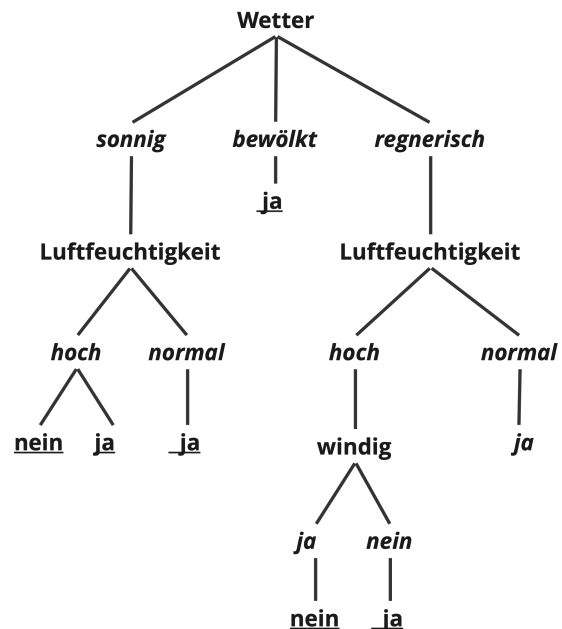 Wetter
sonnig bewölkt regnerisch
ja
Luftfeuchtigkeit Luftfeuchtigkeit
hoch normal hoch normal
nein ja ja windig ja
ja nein
nein ja